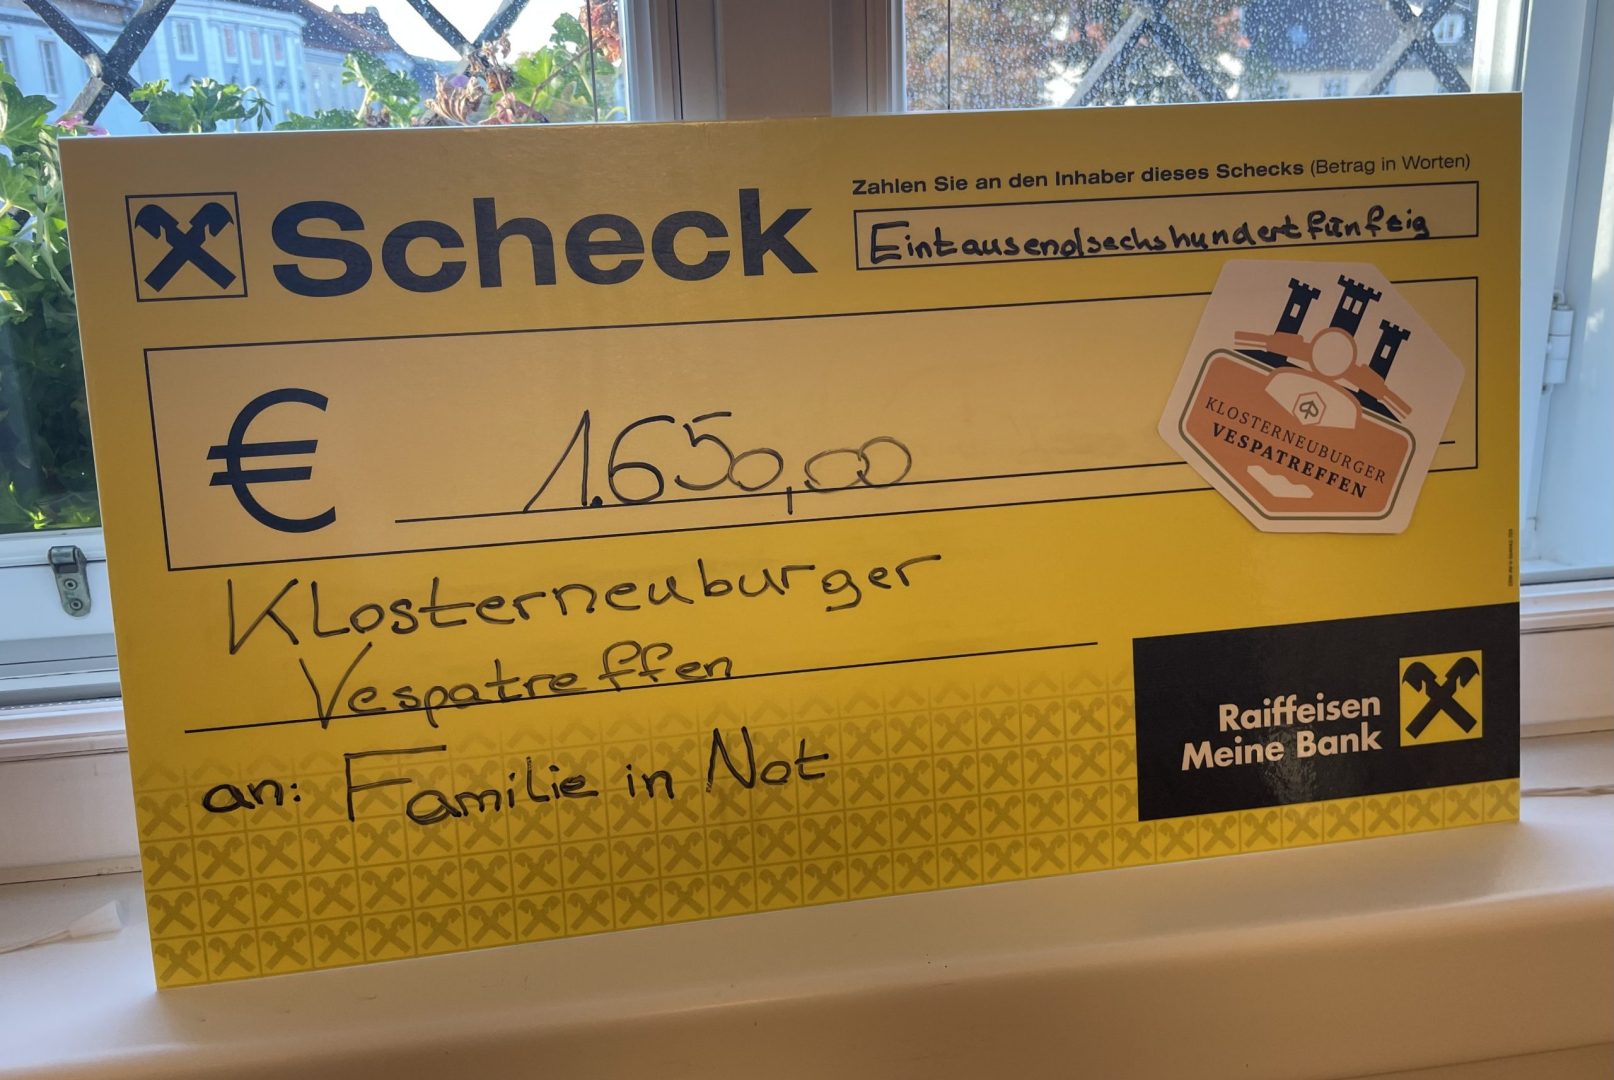 Scheck
Zahlen Sie an den Inhaber dieses Schecks (Betrag in Worten)
Eintausendsechshundertfünfzig
€ 1.650,00
KLOSTERNEUBURGER
VESPATREFFEN
Klosterneuburger
Vespatreffen
an: Familie in Not
Raiffeisen
Meine Bank